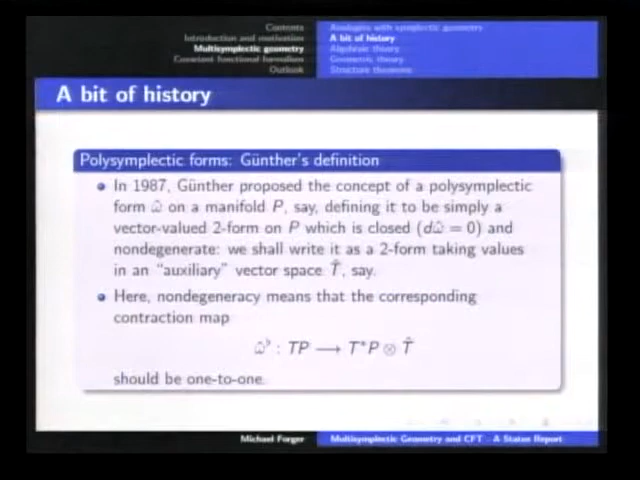 Contents
Introduction and motivation
Multisymplectic geometry
Covariant functional formalism
Outlook
Analogies with symplectic geometry
A bit of history
Algebraic theory
Geometric theory
Structure theorems
A bit of history
Polysymplectic forms: Günther's definition
• In 1987, Günther proposed the concept of a polysymplectic
form ω̂ on a manifold P, say, defining it to be simply a
vector-valued 2-form on P which is closed (dω̂ = 0) and
nondegenerate: we shall write it as a 2-form taking values
in an "auxiliary" vector space T̂, say.
• Here, nondegeneracy means that the corresponding
contraction map
ω̂♭ : TP ⟶ T*P ⊗ T̂
should be one-to-one.
Michael Forger
Multisymplectic Geometry and CFT - A Status Report